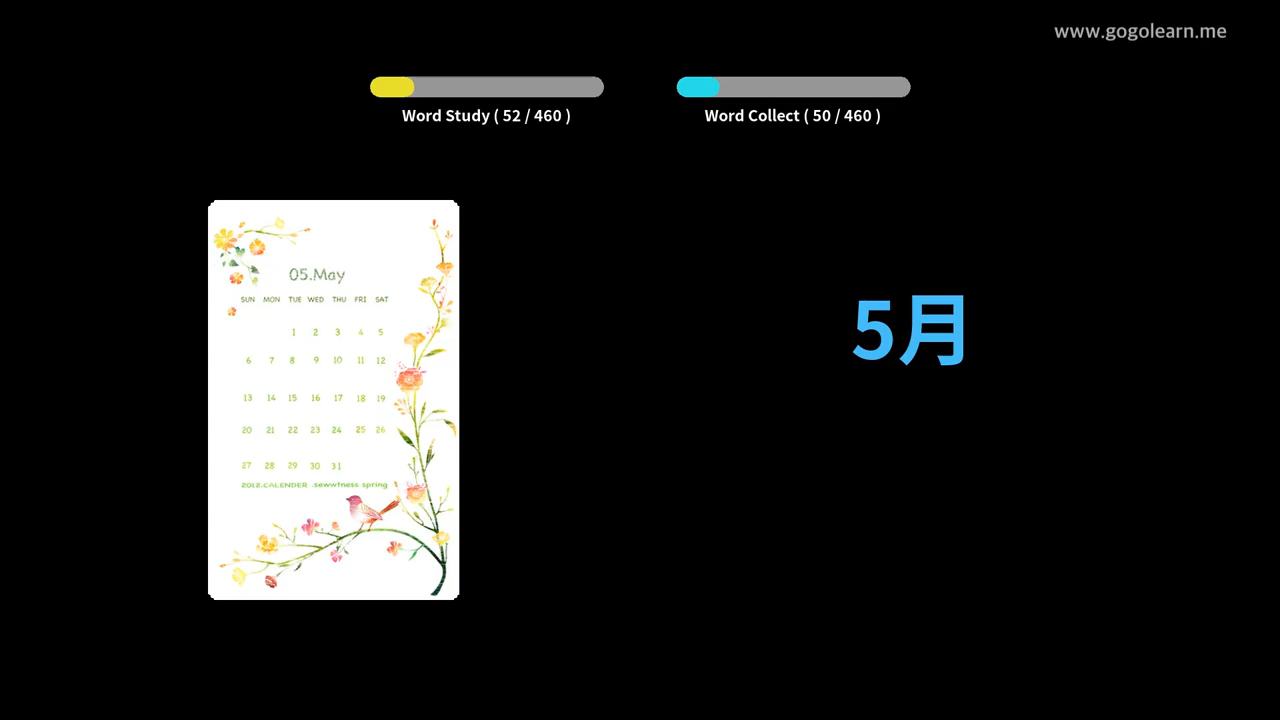 www.gogolearn.me
Word Study ( 52 / 460 )
Word Collect ( 50 / 460 )
05.May
SUN MON TUE WED THU FRI SAT
1 2 3 4 5
6 7 8 9 10 11 12
13 14 15 16 17 18 19
20 21 22 23 24 25 26
27 28 29 30 31
2012.CALENDER .sewwtness spring
5月